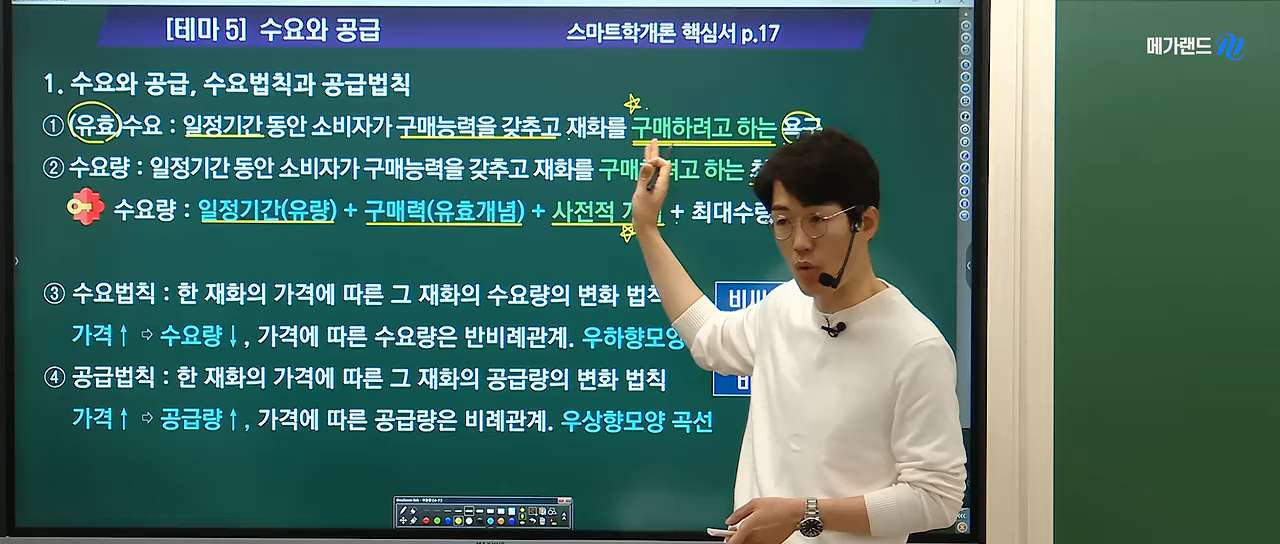 [테마 5] 수요와 공급
스마트학개론 핵심서 p.17
메가랜드
1. 수요와 공급, 수요법칙과 공급법칙
① (유효)수요 : 일정기간 동안 소비자가 구매능력을 갖추고 재화를 구매하려고 하는 욕구
② 수요량 : 일정기간 동안 소비자가 구매능력을 갖추고 재화를 하는
수요량 : 일정기간(유량) + 구매력(유효개념) + 사전적 + 최대수량
③ 수요법칙 : 한 재화의 가격에 따른 그 재화의 수요량의 변화 법칙
가격↑ ⇨ 수요량↓, 가격에 따른 수요량은 반비례관계. 우하향모양
④ 공급법칙 : 한 재화의 가격에 따른 그 재화의 공급량의 변화 법칙
가격↑ ⇨ 공급량↑, 가격에 따른 공급량은 비례관계. 우상향모양 곡선